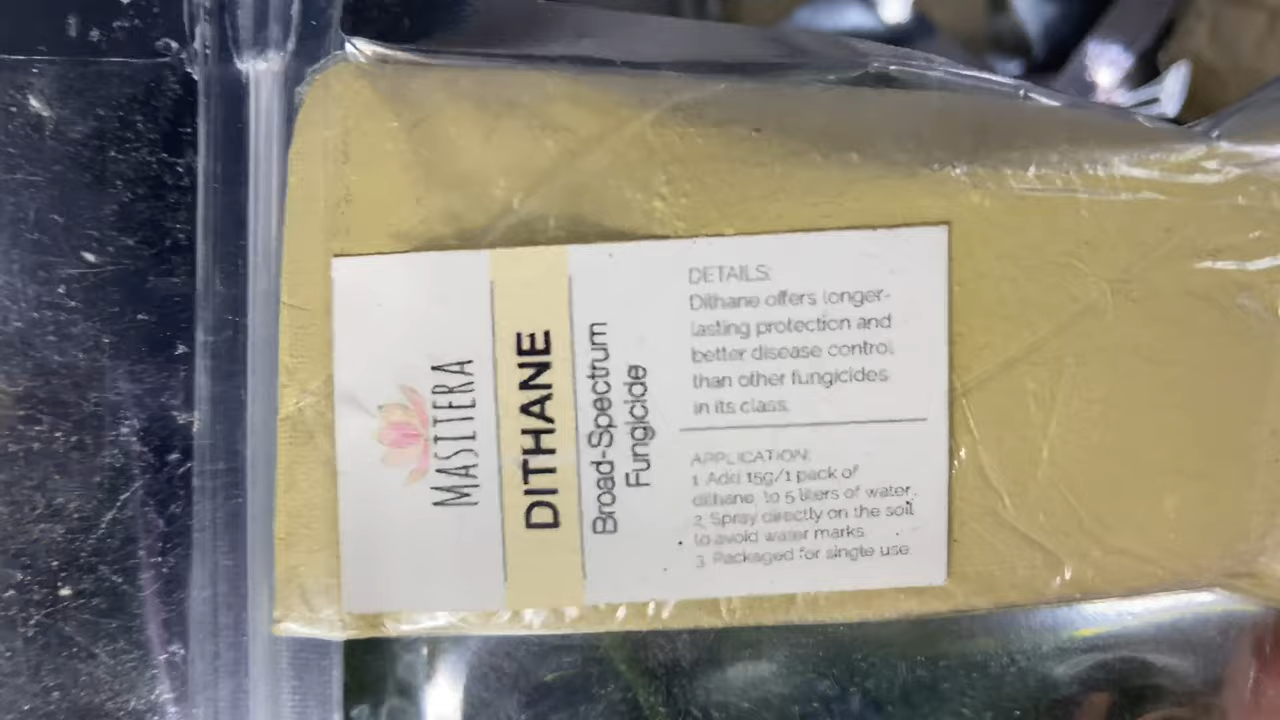 MASITERA
DITHANE
Broad-Spectrum
Fungicide
DETAILS:
Dithane offers longer-
lasting protection and
better disease control
than other fungicides
in its class.
APPLICATION:
1. Add 15g/1 pack of
dithane, to 5 liters of water.
2. Spray directly on the soil
to avoid water marks.
3. Packaged for single use.